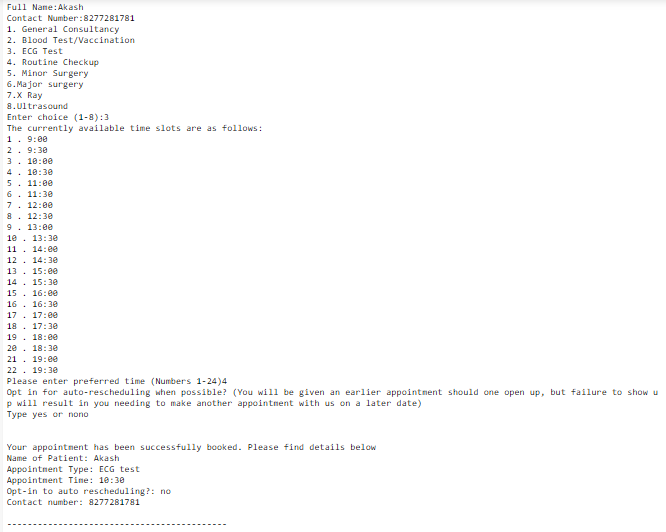 Full Name:Akash
Contact Number:8277281781
1. General Consultancy
2. Blood Test/Vaccination
3. ECG Test
4. Routine Checkup
5. Minor Surgery
6.Major surgery
7.X Ray
8.Ultrasound
Enter choice (1-8):3
The currently available time slots are as follows:
1 . 9:00
2 . 9:30
3 . 10:00
4 . 10:30
5 . 11:00
6 . 11:30
7 . 12:00
8 . 12:30
9 . 13:00
10 . 13:30
11 . 14:00
12 . 14:30
13 . 15:00
14 . 15:30
15 . 16:00
16 . 16:30
17 . 17:00
18 . 17:30
19 . 18:00
20 . 18:30
21 . 19:00
22 . 19:30
Please enter preferred time (Numbers 1-24)4
Opt in for auto-rescheduling when possible? (You will be given an earlier appointment should one open up, but failure to show u
p will result in you needing to make another appointment with us on a later date)
Type yes or nono
Your appointment has been successfully booked. Please find details below
Name of Patient: Akash
Appointment Type: ECG test
Appointment Time: 10:30
Opt-in to auto rescheduling?: no
Contact number: 8277281781
-------------------------------------------